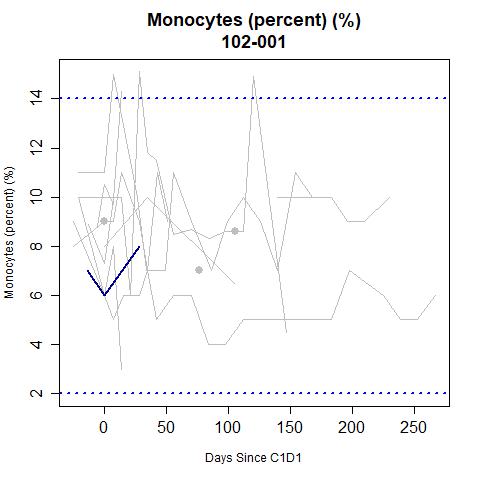 Monocytes (percent) (%)
102-001
Monocytes (percent) (%)
14
12
10
8
6
4
2
0 50 100 150 200 250
Days Since C1D1